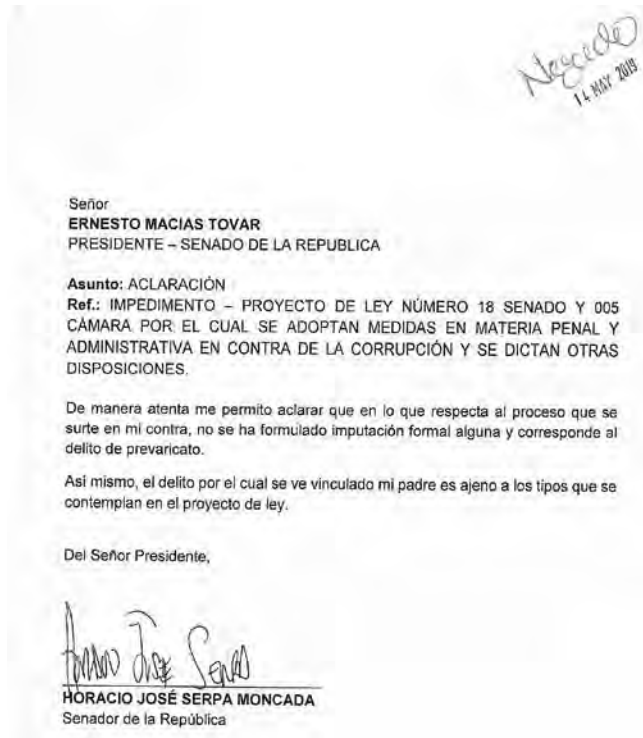 Negado
14 MAY 2019
Señor
ERNESTO MACIAS TOVAR
PRESIDENTE – SENADO DE LA REPUBLICA
Asunto: ACLARACIÓN
Ref.: IMPEDIMENTO – PROYECTO DE LEY NÚMERO 18 SENADO Y 005
CÁMARA POR EL CUAL SE ADOPTAN MEDIDAS EN MATERIA PENAL Y
ADMINISTRATIVA EN CONTRA DE LA CORRUPCIÓN Y SE DICTAN OTRAS
DISPOSICIONES.
De manera atenta me permito aclarar que en lo que respecta al proceso que se
surte en mi contra, no se ha formulado imputación formal alguna y corresponde al
delito de prevaricato.
Asi mismo, el delito por el cual se ve vinculado mi padre es ajeno a los tipos que se
contemplan en el proyecto de ley.
Del Señor Presidente,
Horacio José Serpa
HORACIO JOSÉ SERPA MONCADA
Senador de la República